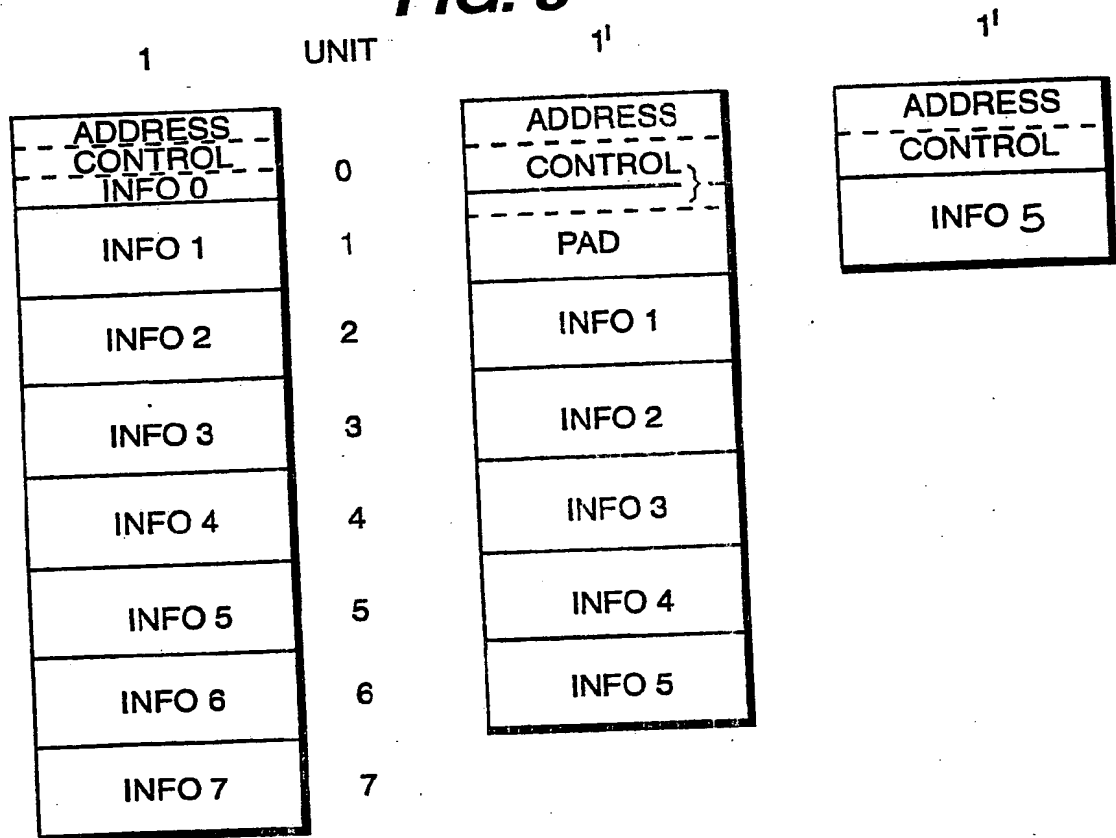 FIG.
1
ADDRESS
CONTROL
INFO 0
INFO 1
INFO 2
INFO 3
INFO 4
INFO 5
INFO 6
INFO 7
UNIT
0
1
2
3
4
5
6
7
1'
ADDRESS
CONTROL
PAD
INFO 1
INFO 2
INFO 3
INFO 4
INFO 5
1'
ADDRESS
CONTROL
INFO 5